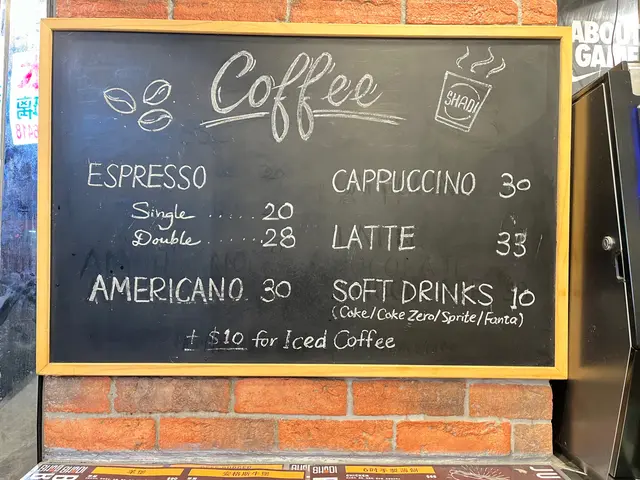 Coffee
SHADI
ESPRESSO
Single ...... 20
Double ...... 28
AMERICANO 30
CAPPUCCINO 30
LATTE 33
SOFT DRINKS 10
(Coke/Coke Zero/Sprite/Fanta)
+ $10 for Iced Coffee
ABOUT
GAME